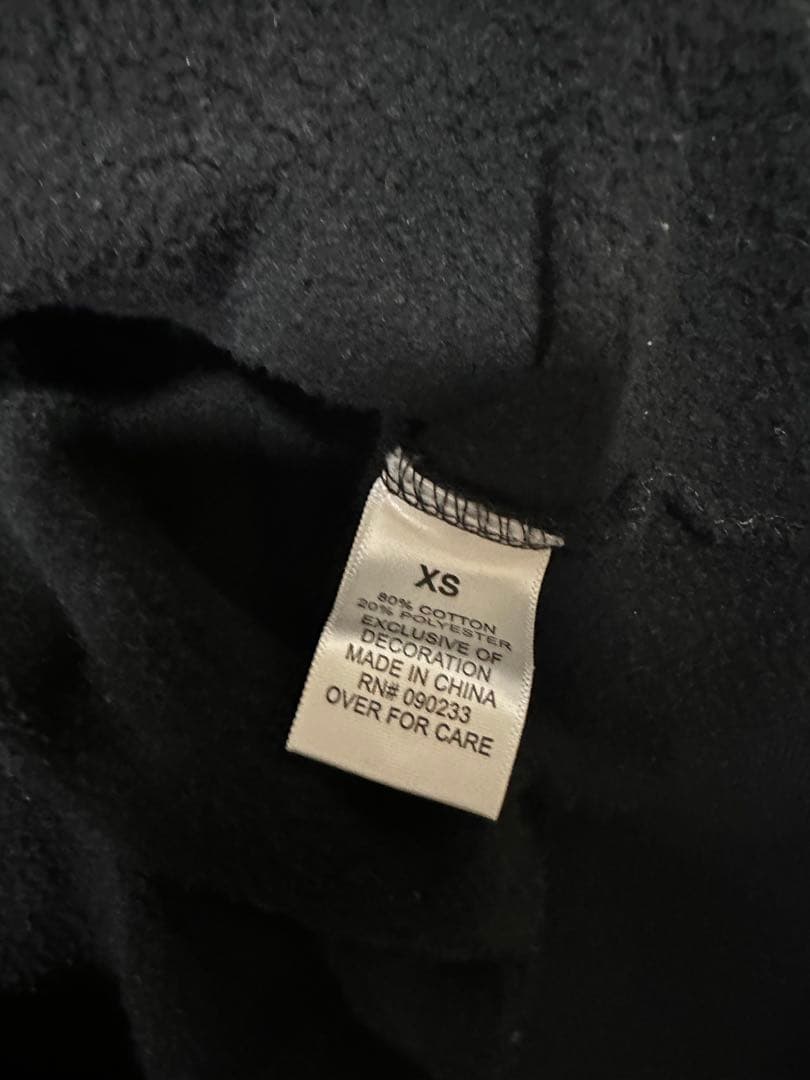 XS
80% COTTON
20% POLYESTER
EXCLUSIVE OF
DECORATION
MADE IN CHINA
RN# 090233
OVER FOR CARE